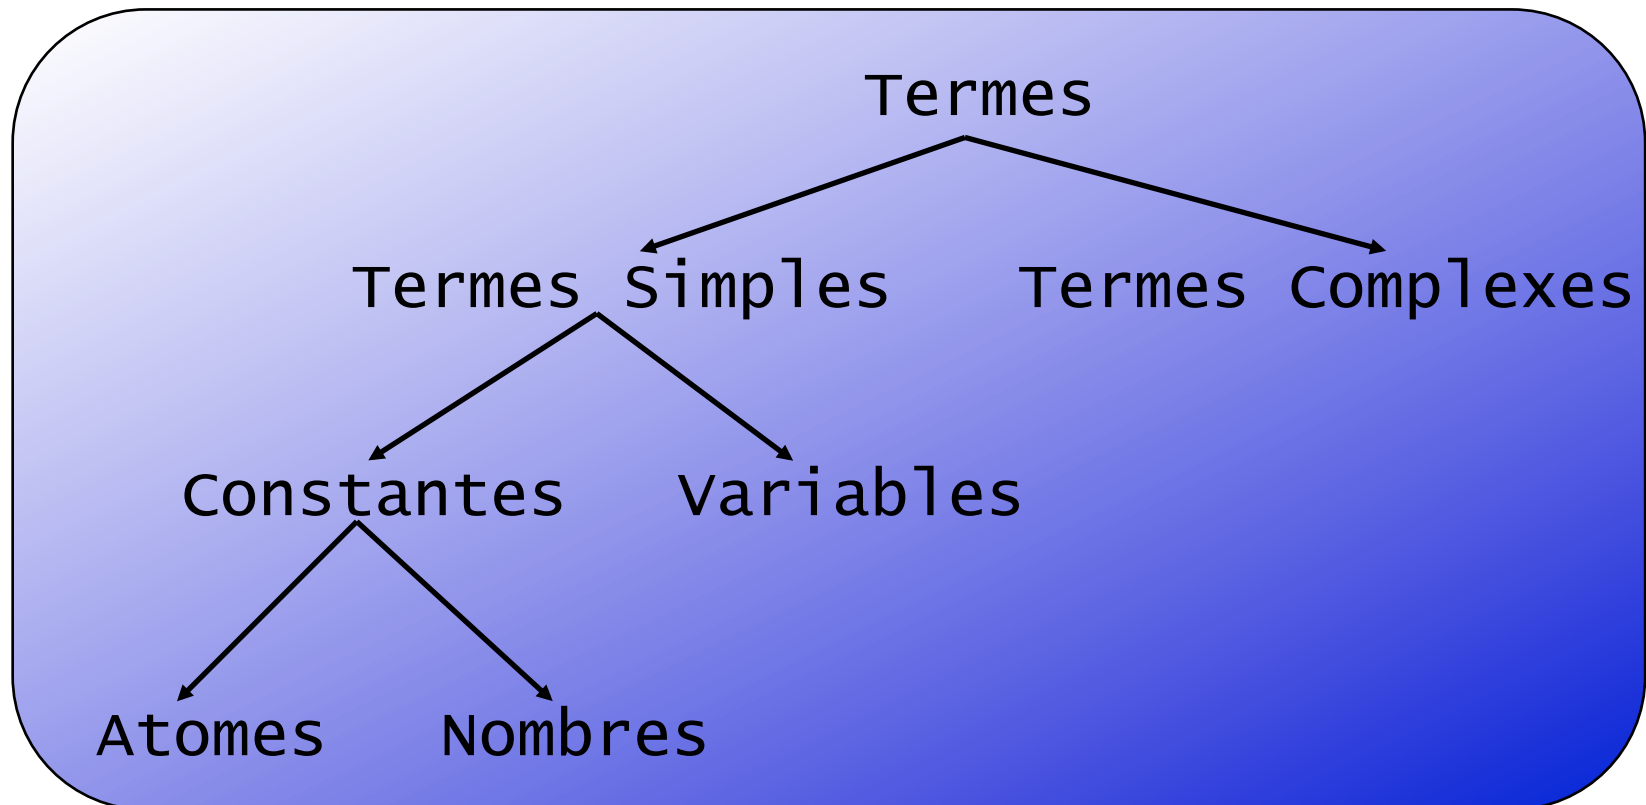 Termes
Termes Simples Termes Complexes
Constantes Variables
Atomes Nombres